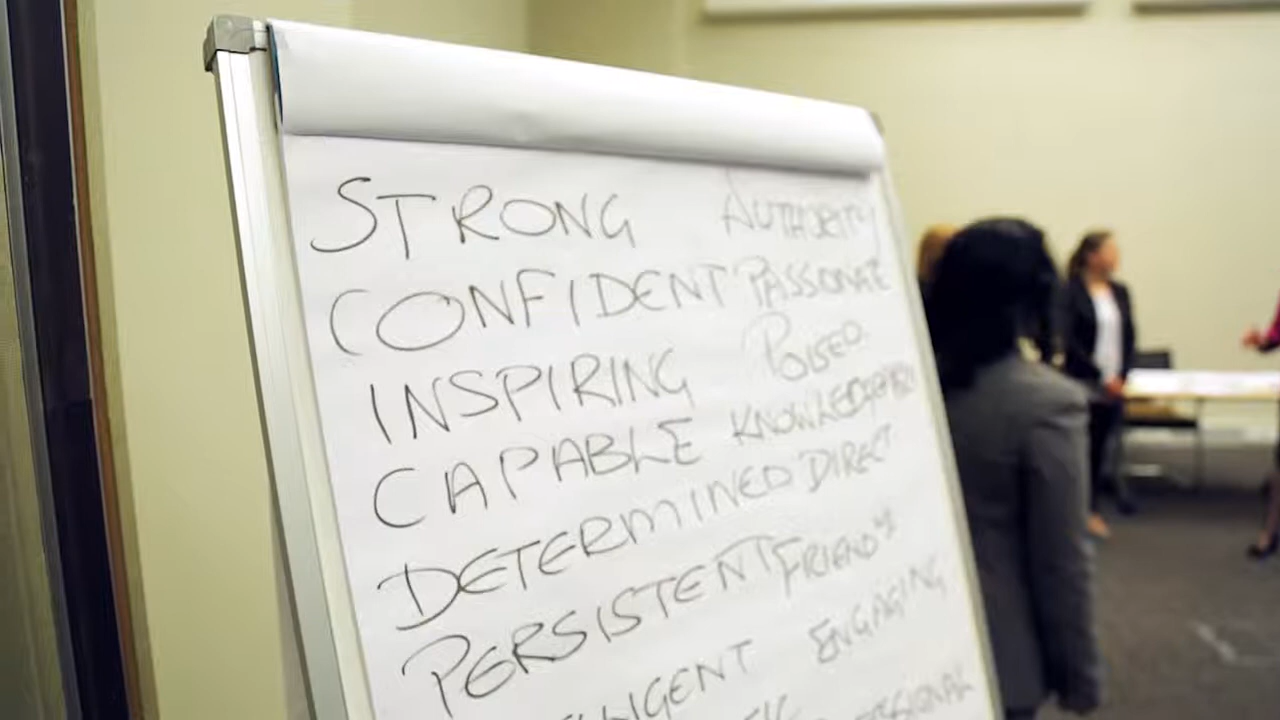 STRONG AUTHORITY
CONFIDENT PASSIONATE
INSPIRING POISED
CAPABLE KNOWLEDGEABLE
DETERMINED DIRECT
PERSISTENT FRIENDLY
ENGAGING